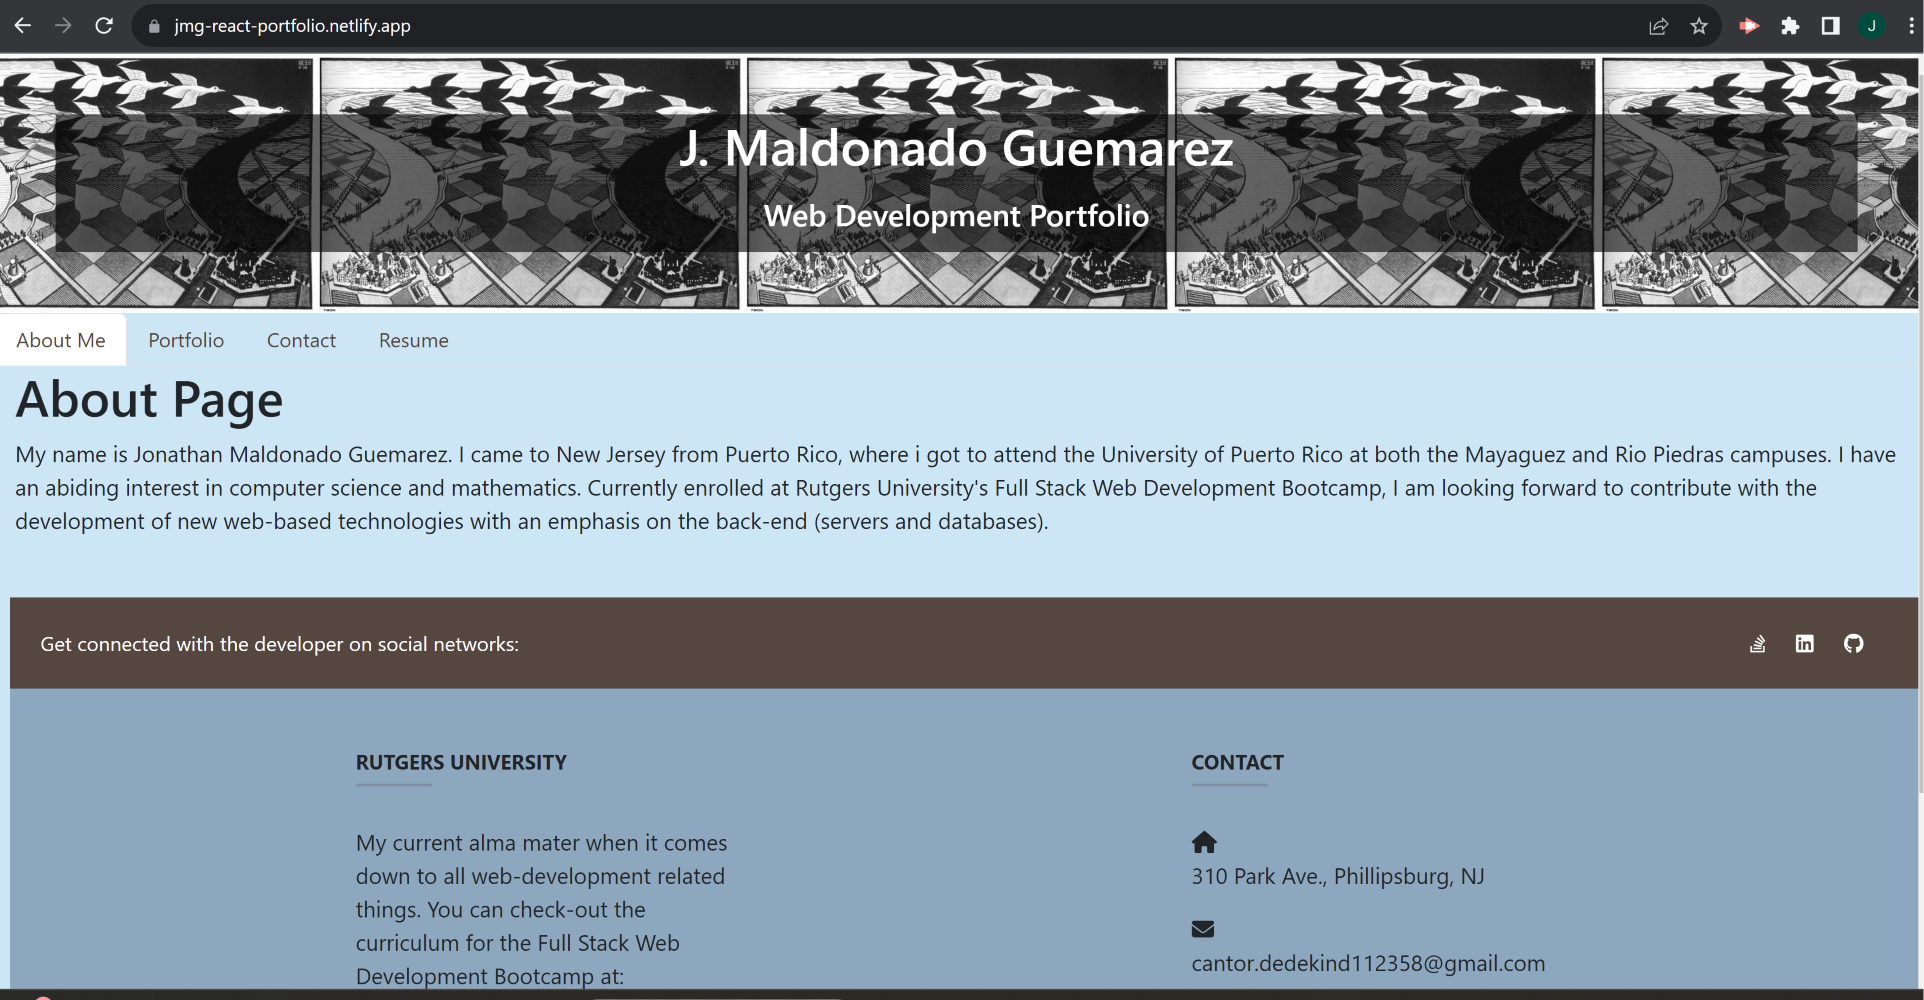 jmg-react-portfolio.netlify.app
J
J. Maldonado Guemarez
Web Development Portfolio
About Me
Portfolio
Contact
Resume
About Page
My name is Jonathan Maldonado Guemarez. I came to New Jersey from Puerto Rico, where i got to attend the University of Puerto Rico at both the Mayaguez and Rio Piedras campuses. I have
an abiding interest in computer science and mathematics. Currently enrolled at Rutgers University's Full Stack Web Development Bootcamp, I am looking forward to contribute with the
development of new web-based technologies with an emphasis on the back-end (servers and databases).
Get connected with the developer on social networks:
RUTGERS UNIVERSITY
My current alma mater when it comes
down to all web-development related
things. You can check-out the
curriculum for the Full Stack Web
Development Bootcamp at:
CONTACT
310 Park Ave., Phillipsburg, NJ
cantor.dedekind112358@gmail.com